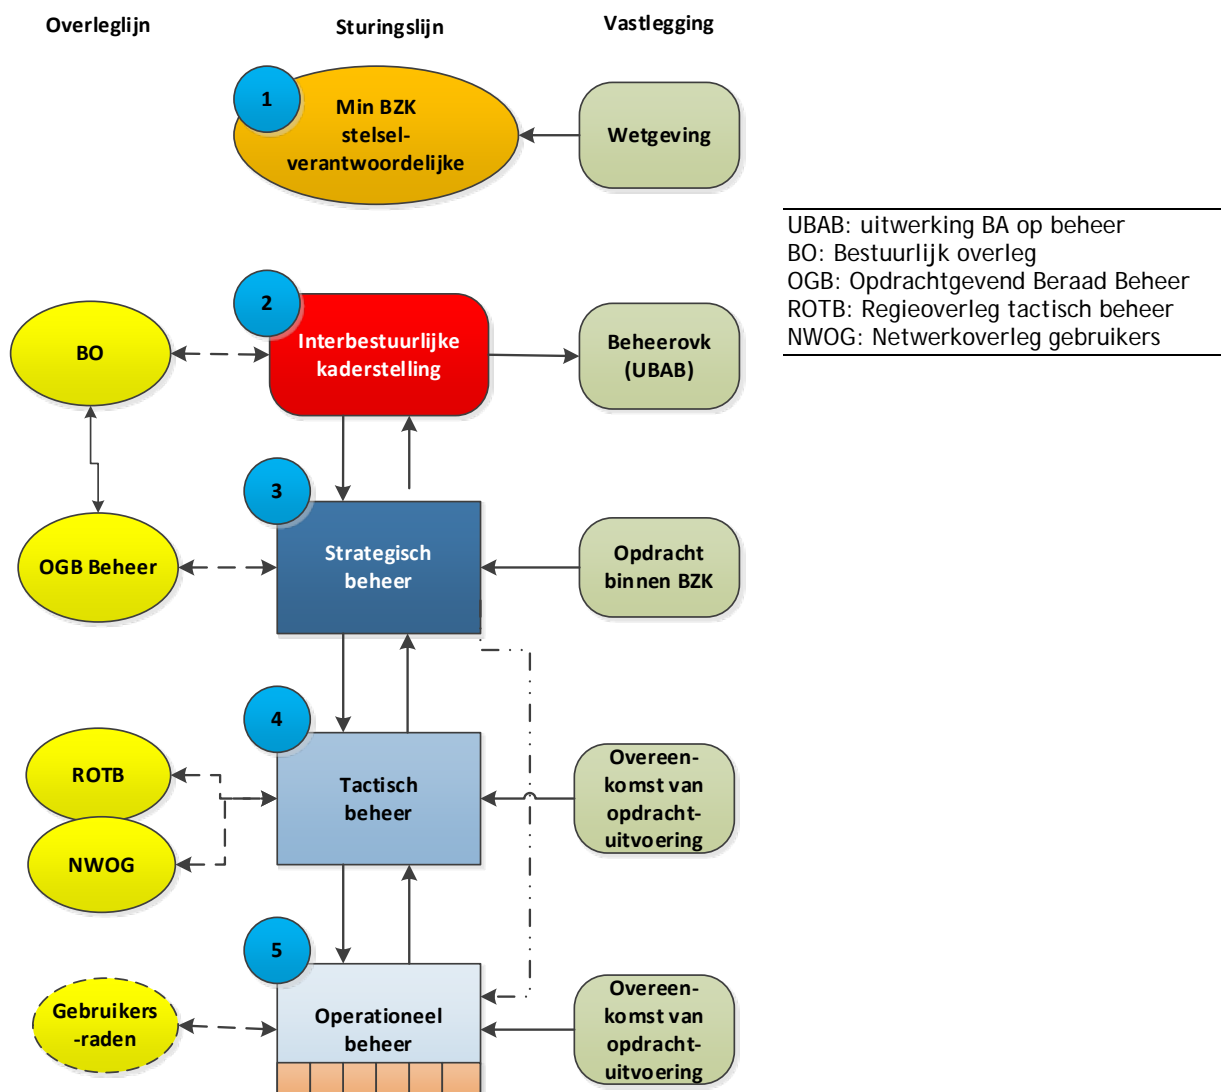 Overleglijn
Sturingslijn
Vastlegging
1
Min BZK
stelsel-
verantwoordelijke
Wetgeving
UBAB: uitwerking BA op beheer
BO: Bestuurlijk overleg
OGB: Opdrachtgevend Beraad Beheer
ROTB: Regieoverleg tactisch beheer
NWOG: Netwerkoverleg gebruikers
2
BO
Interbestuurlijke
kaderstelling
Beheerovk
(UBAB)
3
OGB Beheer
Strategisch
beheer
Opdracht
binnen BZK
4
ROTB
NWOG
Tactisch
beheer
Overeen-
komst van
opdracht-
uitvoering
5
Gebruikers
-raden
Operationeel
beheer
Overeen-
komst van
opdracht-
uitvoering